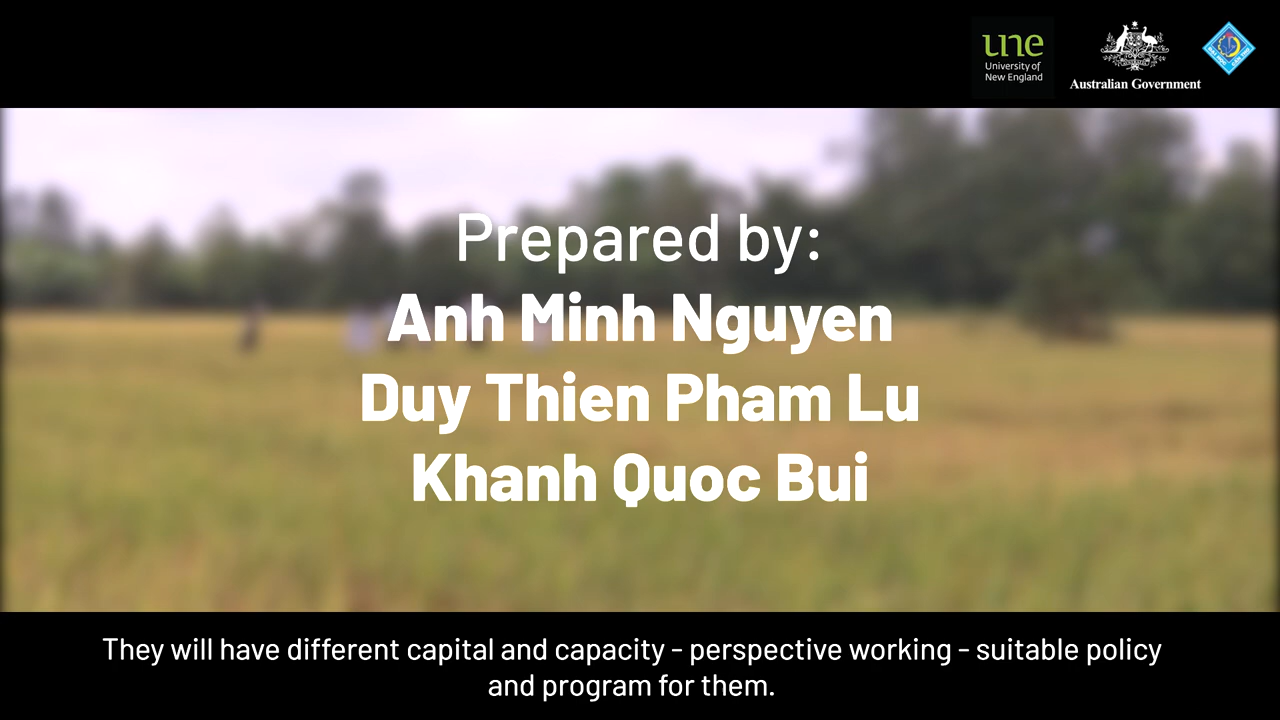 une
University of
New England
Australian Government
Prepared by:
Anh Minh Nguyen
Duy Thien Pham Lu
Khanh Quoc Bui
They will have different capital and capacity - perspective working - suitable policy
and program for them.